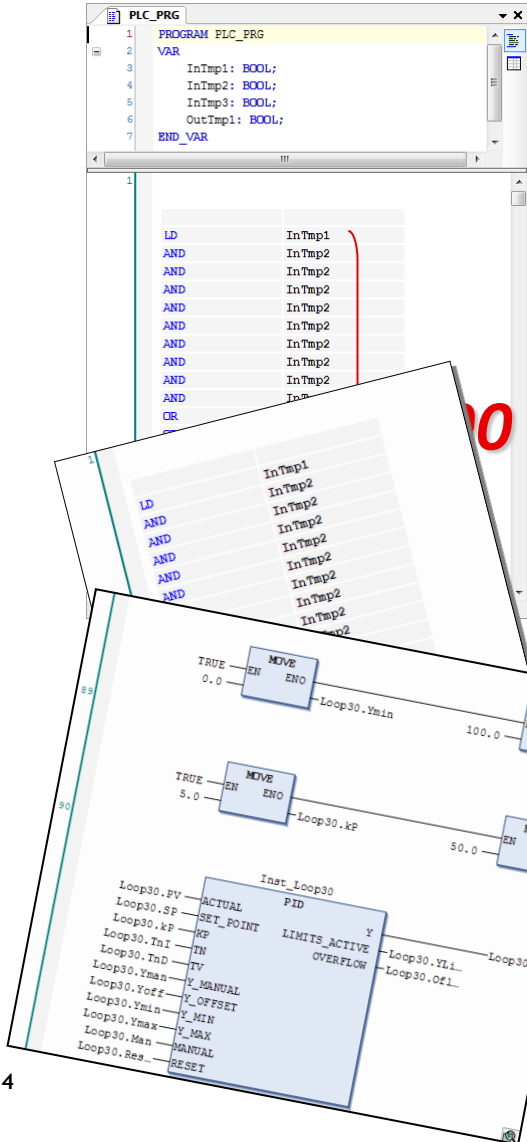 PLC_PRG
1 PROGRAM PLC_PRG
2 VAR
3 InTmp1: BOOL;
4 InTmp2: BOOL;
5 InTmp3: BOOL;
6 OutTmp1: BOOL;
7 END_VAR
1
LD InTmp1
AND InTmp2
AND InTmp2
AND InTmp2
AND InTmp2
AND InTmp2
AND InTmp2
AND InTmp2
AND InTmp2
AND
OR
1
LD InTmp1
AND InTmp2
AND InTmp2
AND InTmp2
AND InTmp2
AND InTmp2
InTmp2
InTmp2
InTmp2
89
MOVE
TRUE EN ENO
0.0 Loop30.Ymin
100.0
90
MOVE
TRUE EN ENO
5.0 Loop30.kP
50.0 EN
Inst_Loop30
PID
Loop30.PV ACTUAL Y
Loop30.SP SET_POINT LIMITS_ACTIVE Loop30.YLi…
Loop30.kP KP OVERFLOW Loop30.Ofl…
Loop30.TnI TN
Loop30.TnD TV
Loop30.Yman Y_MANUAL
Loop30.Yoff Y_OFFSET
Loop30.Ymin Y_MIN
Loop30.Ymax Y_MAX
Loop30.Man MANUAL
Loop30.Res… RESET
4